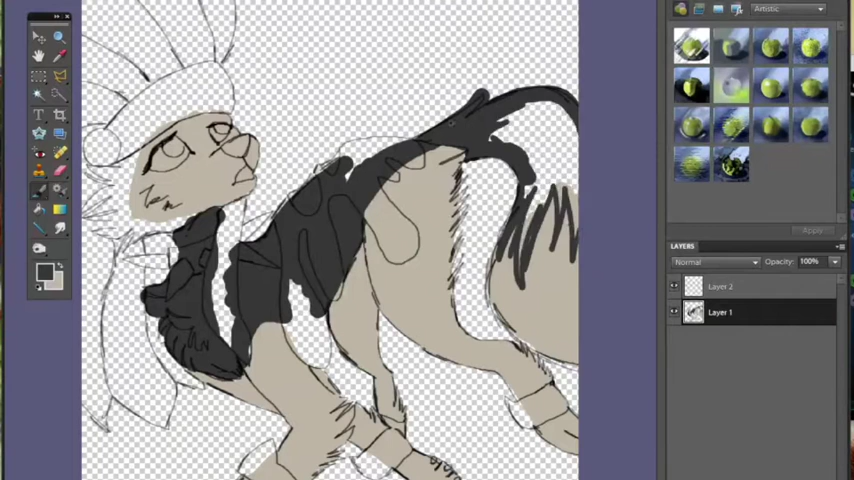 Artistic
Apply
LAYERS
Normal
Opacity: 100%
Layer 2
Layer 1